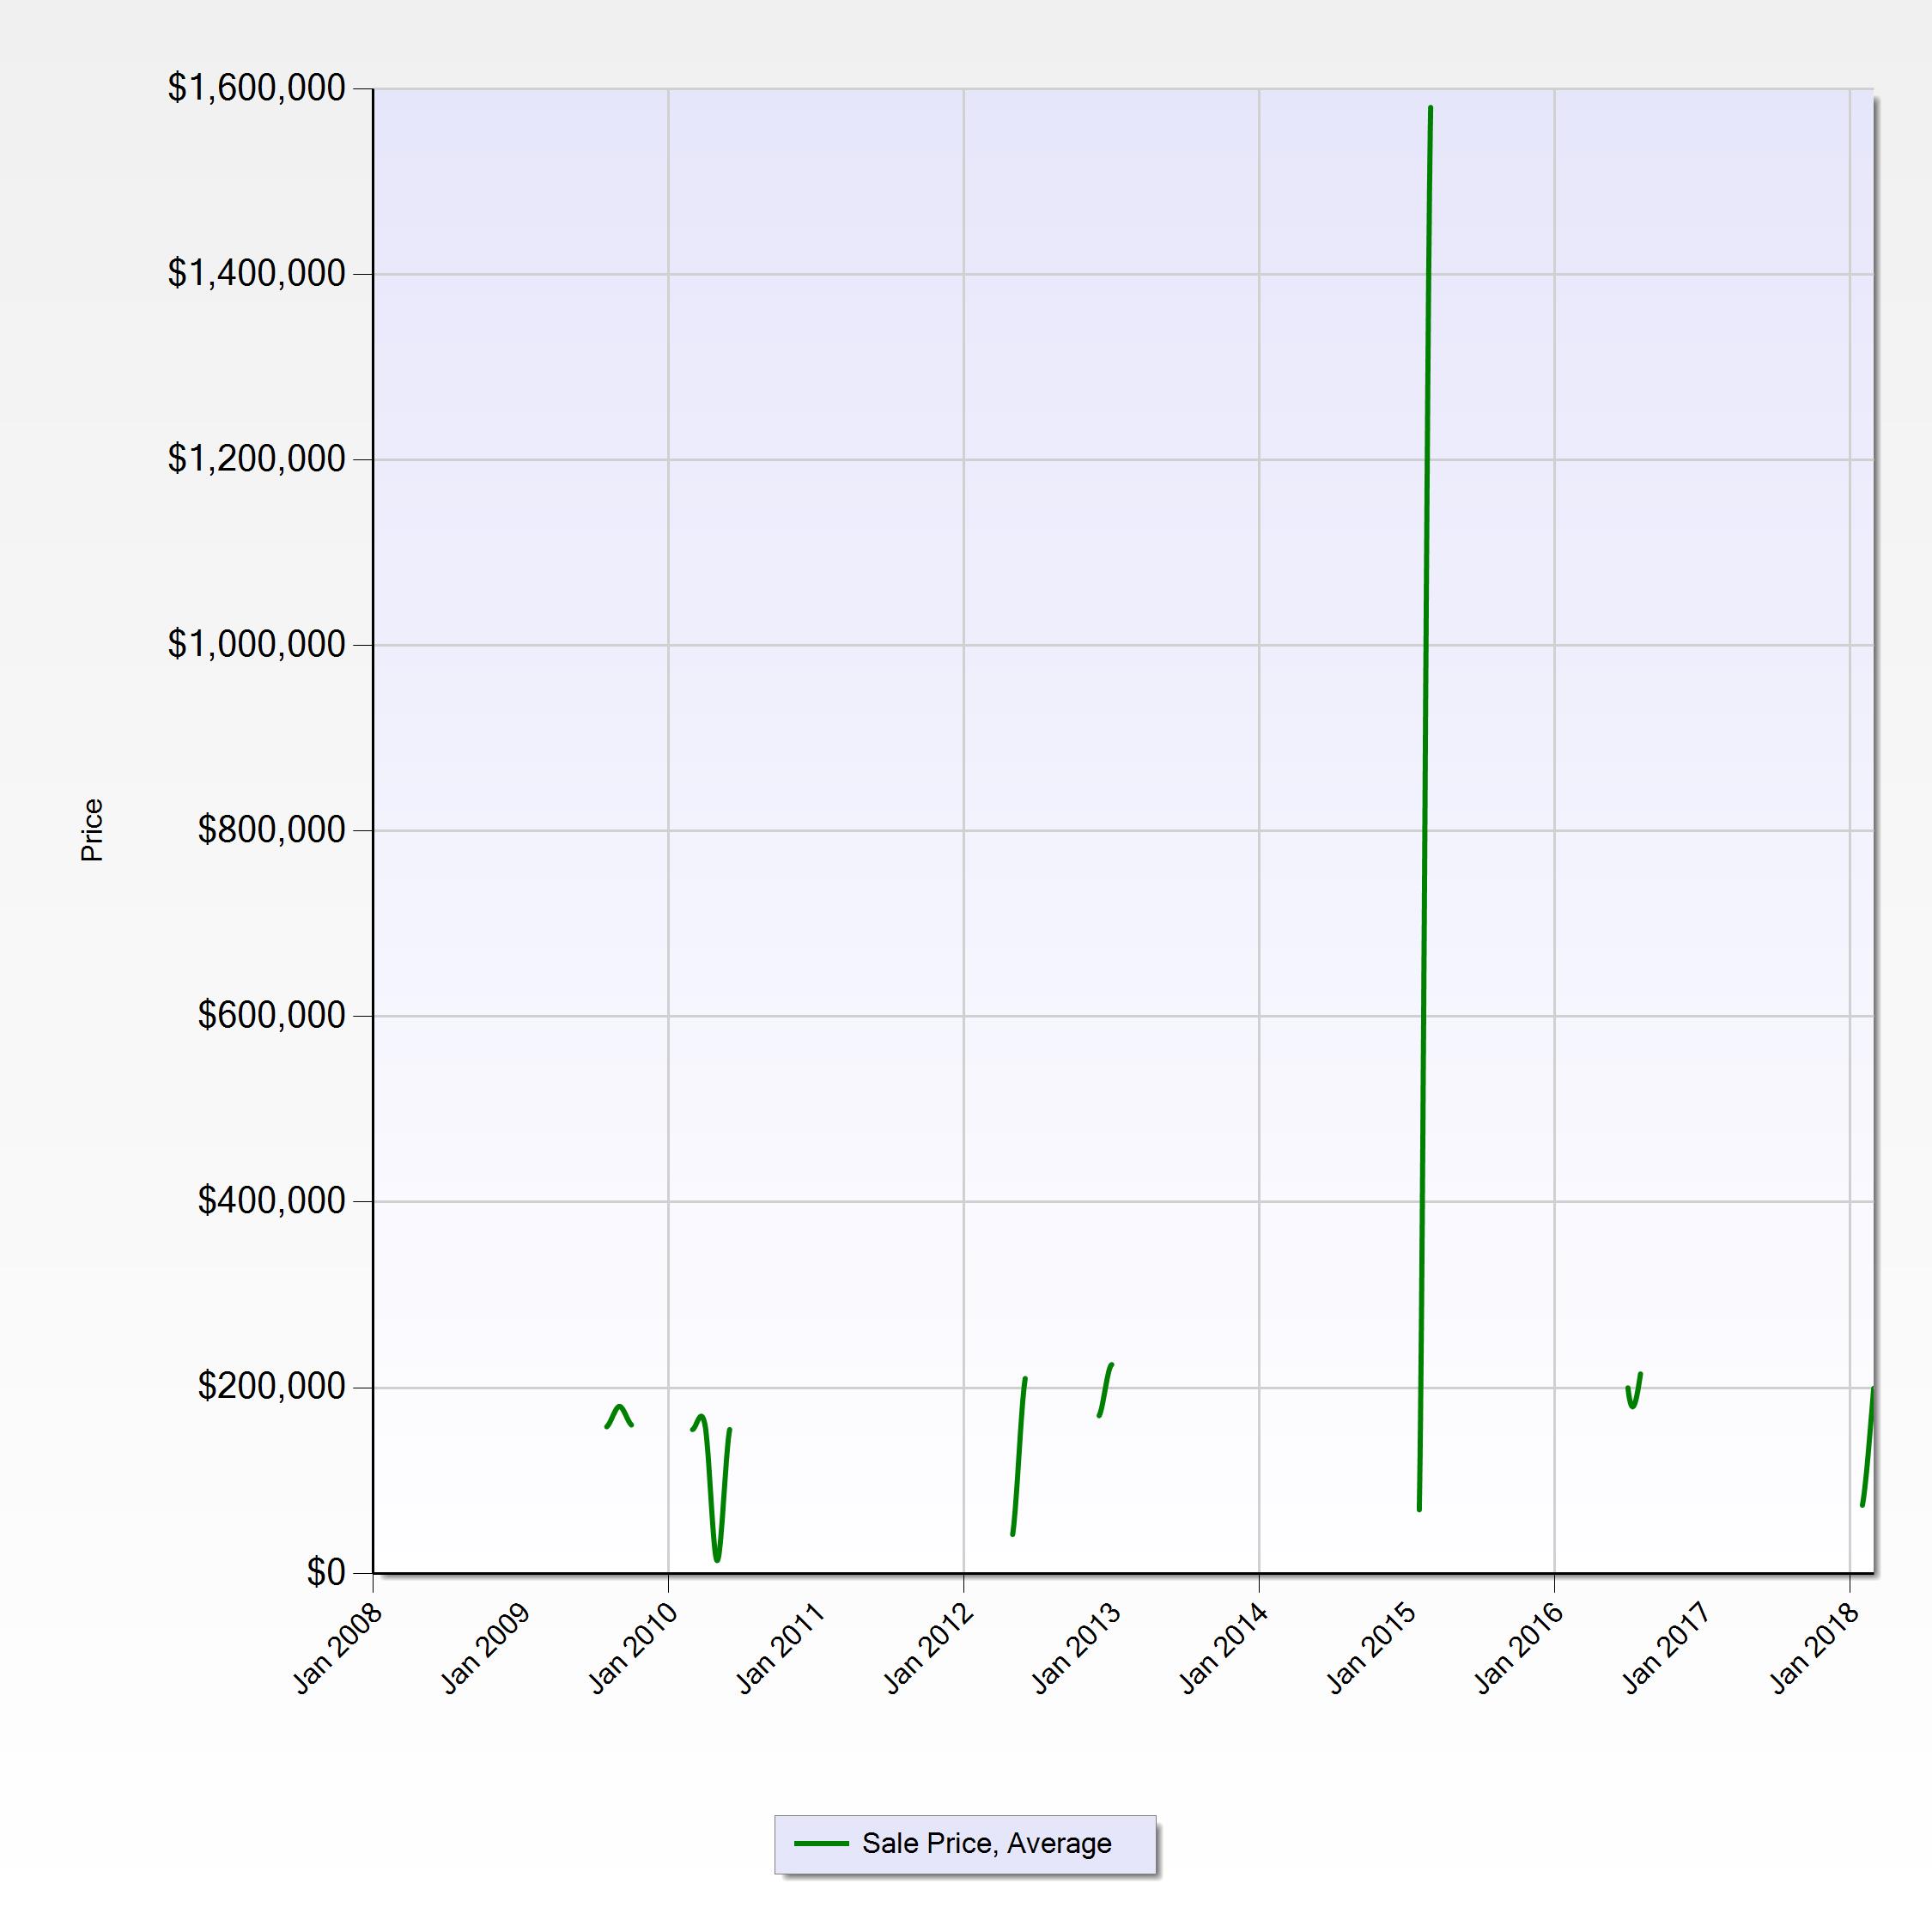 $1,600,000
$1,400,000
$1,200,000
$1,000,000
$800,000
$600,000
$400,000
$200,000
$0
Price
Jan 2008
Jan 2009
Jan 2010
Jan 2011
Jan 2012
Jan 2013
Jan 2014
Jan 2015
Jan 2016
Jan 2017
Jan 2018
Sale Price, Average